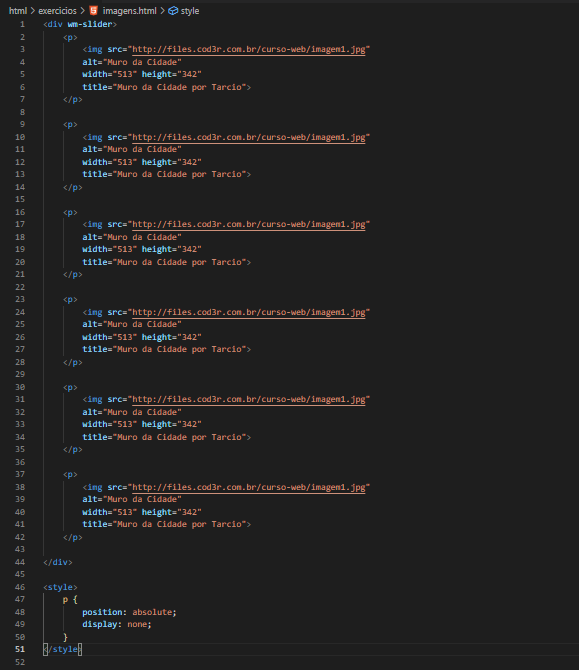 html > exercicios > imagens.html > style
1 <div wm-slider>
2 <p>
3 <img src="http://files.cod3r.com.br/curso-web/imagem1.jpg"
4 alt="Muro da Cidade"
5 width="513" height="342"
6 title="Muro da Cidade por Tarcio">
7 </p>
8
9 <p>
10 <img src="http://files.cod3r.com.br/curso-web/imagem1.jpg"
11 alt="Muro da Cidade"
12 width="513" height="342"
13 title="Muro da Cidade por Tarcio">
14 </p>
15
16 <p>
17 <img src="http://files.cod3r.com.br/curso-web/imagem1.jpg"
18 alt="Muro da Cidade"
19 width="513" height="342"
20 title="Muro da Cidade por Tarcio">
21 </p>
22
23 <p>
24 <img src="http://files.cod3r.com.br/curso-web/imagem1.jpg"
25 alt="Muro da Cidade"
26 width="513" height="342"
27 title="Muro da Cidade por Tarcio">
28 </p>
29
30 <p>
31 <img src="http://files.cod3r.com.br/curso-web/imagem1.jpg"
32 alt="Muro da Cidade"
33 width="513" height="342"
34 title="Muro da Cidade por Tarcio">
35 </p>
36
37 <p>
38 <img src="http://files.cod3r.com.br/curso-web/imagem1.jpg"
39 alt="Muro da Cidade"
40 width="513" height="342"
41 title="Muro da Cidade por Tarcio">
42 </p>
43
44 </div>
45
46 <style>
47 p {
48 position: absolute;
49 display: none;
50 }
51 </style>
52